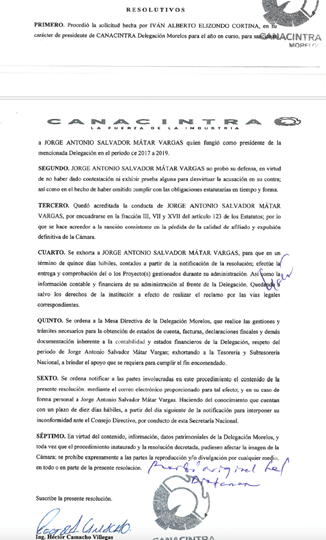 RESOLUTIVOS
PRIMERO. Procedió la solicitud hecha por IVÁN ALBERTO ELIZONDO CORTINA, en su
carácter de presidente de CANACINTRA Delegación Morelos para el año en curso, para
CANACINTRA
MORELOS
CANACINTRA
LA FUERZA DE LA INDUSTRIA
a JORGE ANTONIO SALVADOR MÁTAR VARGAS quien fungió como presidente de la
mencionada Delegación en el periodo de 2017 a 2019.
SEGUNDO. JORGE ANTONIO SALVADOR MÁTAR VARGAS no probo su defensa, en virtud de
no haber dado contestación ni exhibir prueba alguna para desvirtuar la acusación en su contra;
así como en el hecho de haber omitido cumplir con las obligaciones estatutarias en tiempo y forma.
TERCERO. Quedó acreditada la conducta de JORGE ANTONIO SALVADOR MÁTAR
VARGAS, por encuadrarse en la fracción III, VII y XVII del artículo 123 de los Estatutos; por lo
que se hace acreedor a la sanción consistente en la pérdida de la calidad de afiliado y expulsión
definitiva de la Cámara.
CUARTO. Se exhorta a JORGE ANTONIO SALVADOR MÁTAR VARGAS, para que en un
término de quince días hábiles, contados a partir de la notificación de la resolución; efectúe la
entrega y comprobación del o los Proyecto(s) gestionados durante su administración. Así como la
información contable y financiera de su administración al frente de la Delegación. Quedando a
salvo los derechos de la institución a efecto de realizar el reclamo por las vías legales
correspondientes.
QUINTO. Se ordena a la Mesa Directiva de la Delegación Morelos, que realice las gestiones y
trámites necesarios para la obtención de estados de cuenta, facturas, declaraciones fiscales y demás
documentación inherente a la contabilidad y estados financieros de la Delegación, respecto del
periodo de Jorge Antonio Salvador Mátar Vargas; exhortando a la Tesorería y Subtesorería
Nacional, a brindar el apoyo que se requiera para cumplir el fin encomendado.
SEXTO. Se ordena notificar a las partes involucradas en este procedimiento el contenido de la
presente resolución, mediante el correo electrónico proporcionado para tal efecto; y en su caso de
forma personal a Jorge Antonio Salvador Mátar Vargas. Haciendo del conocimiento que cuentan
con un plazo de diez días hábiles, a partir del día siguiente de la notificación para interponer su
inconformidad ante el Consejo Directivo, por conducto de esta Secretaría Nacional.
SÉPTIMO. En virtud del contenido, información, datos patrimoniales de la Delegación Morelos, y
toda vez que el procedimiento instaurado y la resolución decotada, pudiesen afectar la imagen de la
Cámara; se prohíbe expresamente a las partes la reproducción y/o divulgación por cualquier medio,
en todo o en parte de la presente resolución.
original
Suscribe la presente resolución.
Ing. Héctor Camacho Villegas